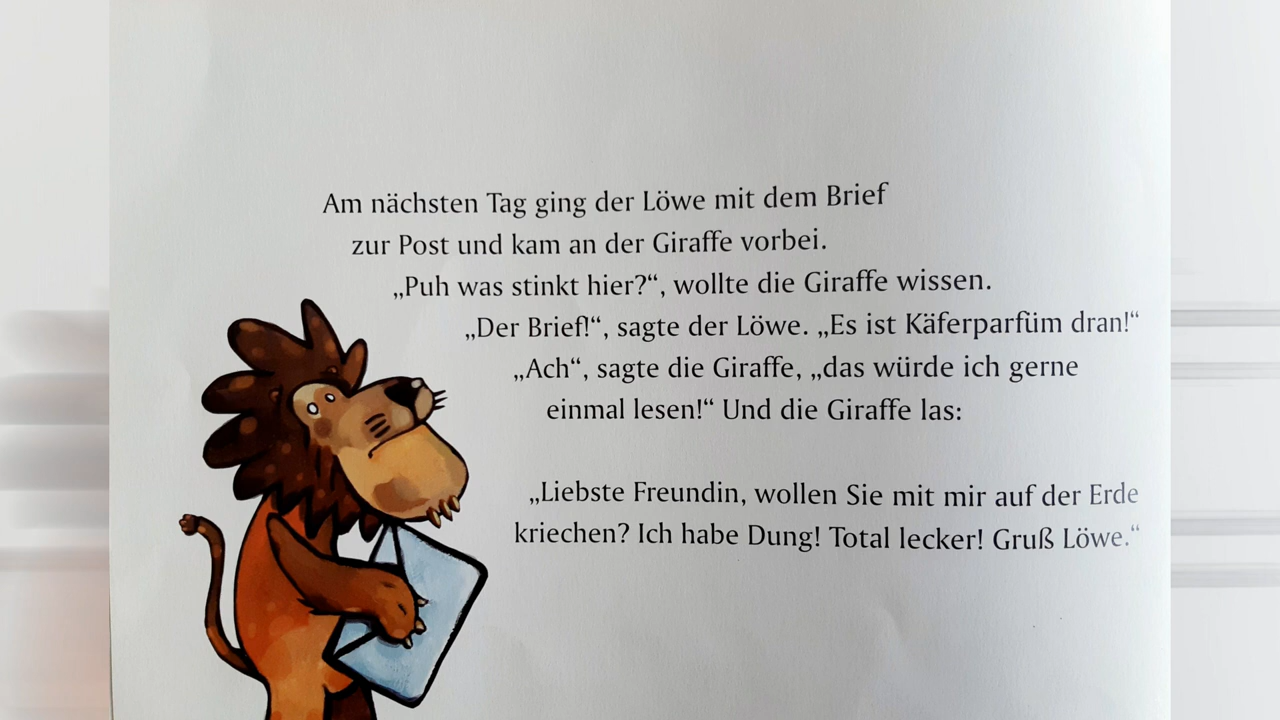 Am nächsten Tag ging der Löwe mit dem Brief
zur Post und kam an der Giraffe vorbei.
„Puh was stinkt hier?“, wollte die Giraffe wissen.
„Der Brief!“, sagte der Löwe. „Es ist Käferparfüm dran!“
„Ach“, sagte die Giraffe, „das würde ich gerne
einmal lesen!“ Und die Giraffe las:
„Liebste Freundin, wollen Sie mit mir auf der Erde
kriechen? Ich habe Dung! Total lecker! Gruß Löwe.“